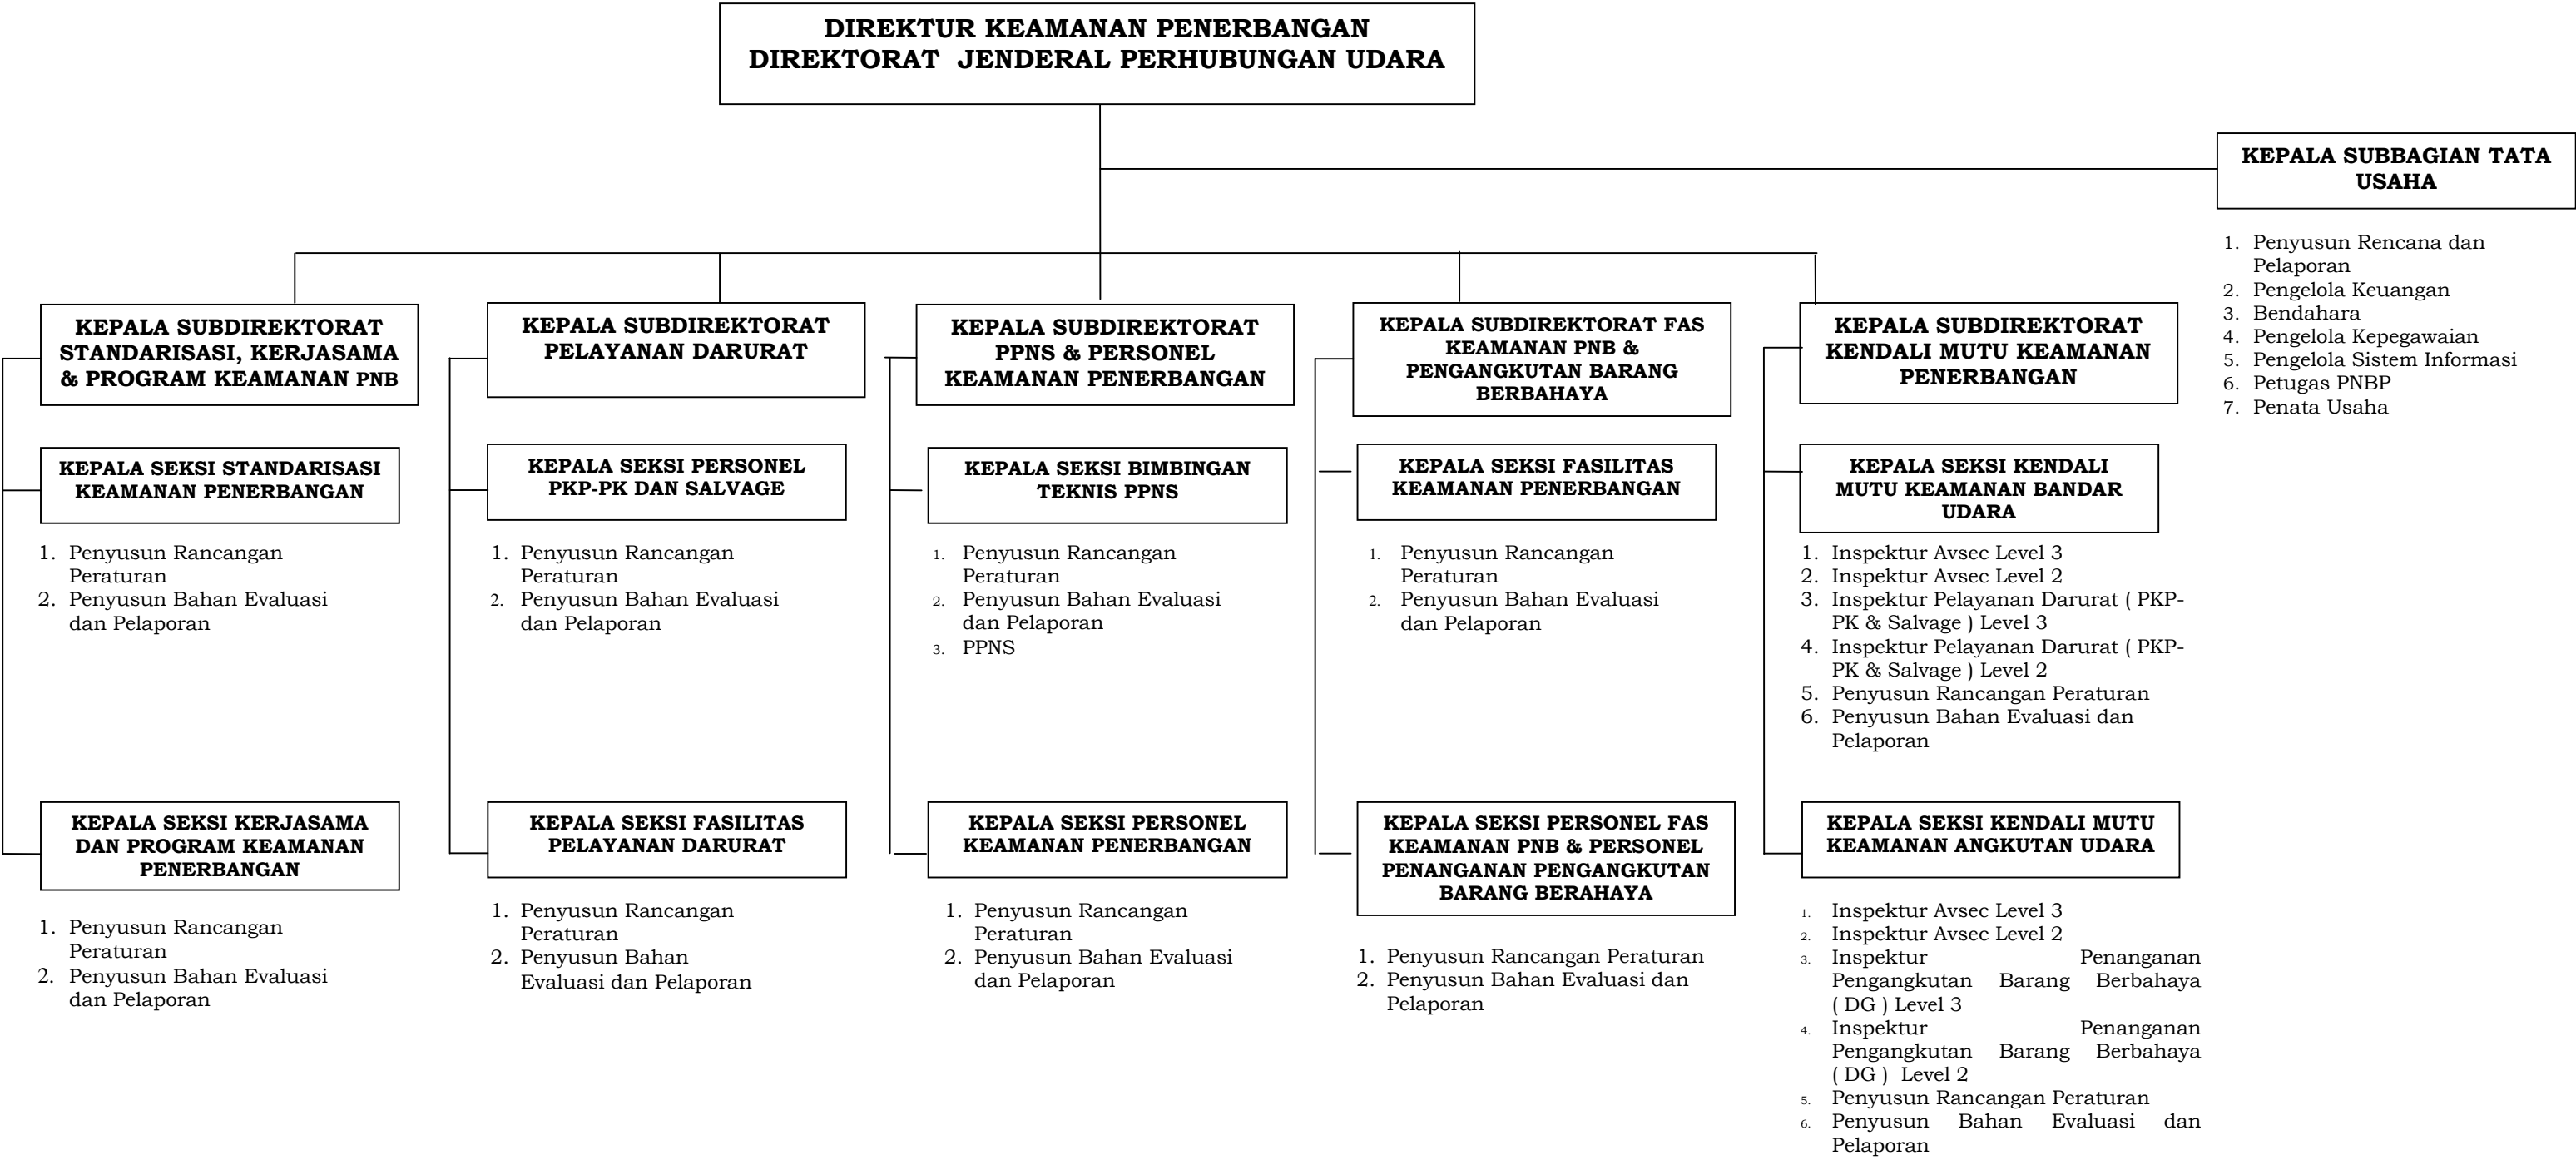 DIREKTUR KEAMANAN PENERBANGAN
DIREKTORAT JENDERAL PERHUBUNGAN UDARA
KEPALA SUBBAGIAN TATA
USAHA
1. Penyusun Rencana dan
Pelaporan
2. Pengelola Keuangan
3. Bendahara
4. Pengelola Kepegawaian
5. Pengelola Sistem Informasi
6. Petugas PNBP
7. Penata Usaha
KEPALA SUBDIREKTORAT
STANDARISASI, KERJASAMA
& PROGRAM KEAMANAN PNB
KEPALA SEKSI STANDARISASI
KEAMANAN PENERBANGAN
1. Penyusun Rancangan
Peraturan
2. Penyusun Bahan Evaluasi
dan Pelaporan
KEPALA SEKSI KERJASAMA
DAN PROGRAM KEAMANAN
PENERBANGAN
1. Penyusun Rancangan
Peraturan
2. Penyusun Bahan Evaluasi
dan Pelaporan
KEPALA SUBDIREKTORAT
PELAYANAN DARURAT
KEPALA SEKSI PERSONEL
PKP-PK DAN SALVAGE
1. Penyusun Rancangan
Peraturan
2. Penyusun Bahan Evaluasi
dan Pelaporan
KEPALA SEKSI FASILITAS
PELAYANAN DARURAT
1. Penyusun Rancangan
Peraturan
2. Penyusun Bahan
Evaluasi dan Pelaporan
KEPALA SUBDIREKTORAT
PPNS & PERSONEL
KEAMANAN PENERBANGAN
KEPALA SEKSI BIMBINGAN
TEKNIS PPNS
1. Penyusun Rancangan
Peraturan
2. Penyusun Bahan Evaluasi
dan Pelaporan
3. PPNS
KEPALA SEKSI PERSONEL
KEAMANAN PENERBANGAN
1. Penyusun Rancangan
Peraturan
2. Penyusun Bahan Evaluasi
dan Pelaporan
KEPALA SUBDIREKTORAT FAS
KEAMANAN PNB &
PENGANGKUTAN BARANG
BERBAHAYA
KEPALA SEKSI FASILITAS
KEAMANAN PENERBANGAN
1. Penyusun Rancangan
Peraturan
2. Penyusun Bahan Evaluasi
dan Pelaporan
KEPALA SEKSI PERSONEL FAS
KEAMANAN PNB & PERSONEL
PENANGANAN PENGANGKUTAN
BARANG BERAHAYA
1. Penyusun Rancangan Peraturan
2. Penyusun Bahan Evaluasi dan
Pelaporan
KEPALA SUBDIREKTORAT
KENDALI MUTU KEAMANAN
PENERBANGAN
KEPALA SEKSI KENDALI
MUTU KEAMANAN BANDAR
UDARA
1. Inspektur Avsec Level 3
2. Inspektur Avsec Level 2
3. Inspektur Pelayanan Darurat ( PKP-
PK & Salvage ) Level 3
4. Inspektur Pelayanan Darurat ( PKP-
PK & Salvage ) Level 2
5. Penyusun Rancangan Peraturan
6. Penyusun Bahan Evaluasi dan
Pelaporan
KEPALA SEKSI KENDALI MUTU
KEAMANAN ANGKUTAN UDARA
1. Inspektur Avsec Level 3
2. Inspektur Avsec Level 2
3. Inspektur Penanganan
Pengangkutan Barang Berbahaya
( DG ) Level 3
4. Inspektur Penanganan
Pengangkutan Barang Berbahaya
( DG ) Level 2
5. Penyusun Rancangan Peraturan
6. Penyusun Bahan Evaluasi dan
Pelaporan